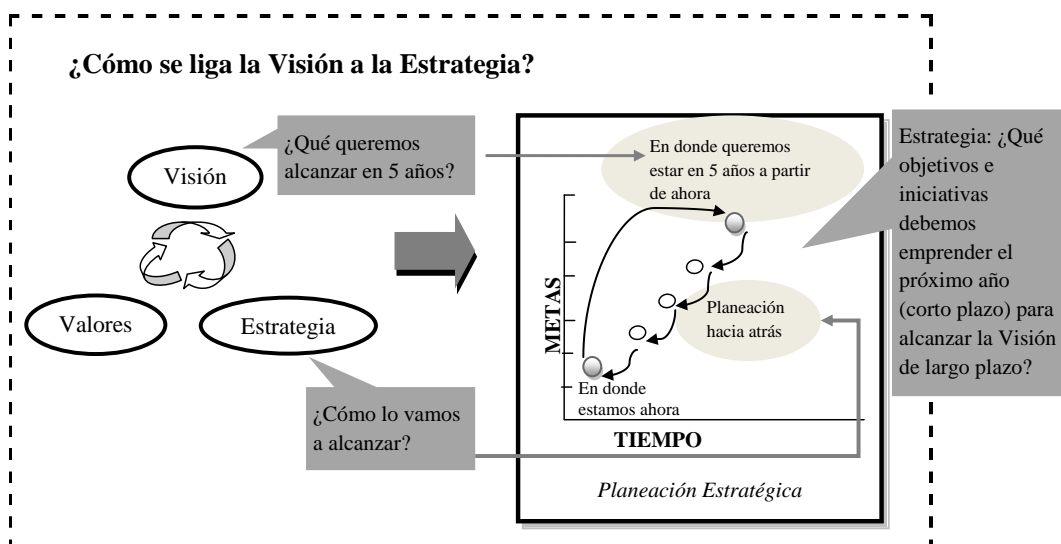 ¿Cómo se liga la Visión a la Estrategia?
¿Qué queremos
alcanzar en 5 años?
Visión
Valores
Estrategia
¿Cómo lo vamos
a alcanzar?
En donde queremos
estar en 5 años a partir
de ahora
METAS
Planeación
hacia atrás
En donde
estamos ahora
TIEMPO
Planeación Estratégica
Estrategia: ¿Qué
objetivos e
iniciativas
debemos
emprender el
próximo año
(corto plazo) para
alcanzar la Visión
de largo plazo?